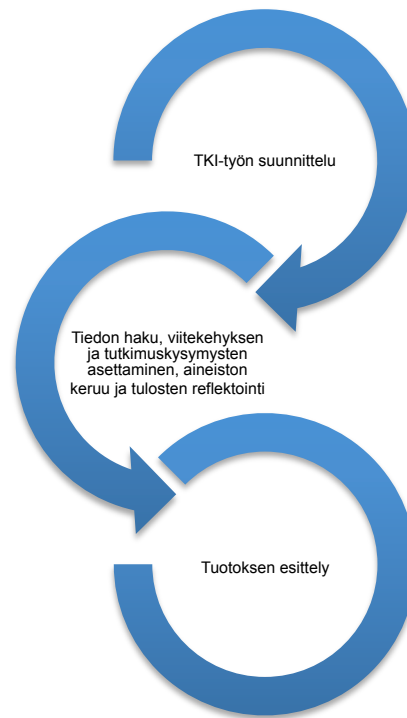 TKI-työn suunnittelu
Tiedon haku, viitekehyksen
ja tutkimuskysymysten
asettaminen, aineiston
keruu ja tulosten reflektointi
Tuotoksen esittely